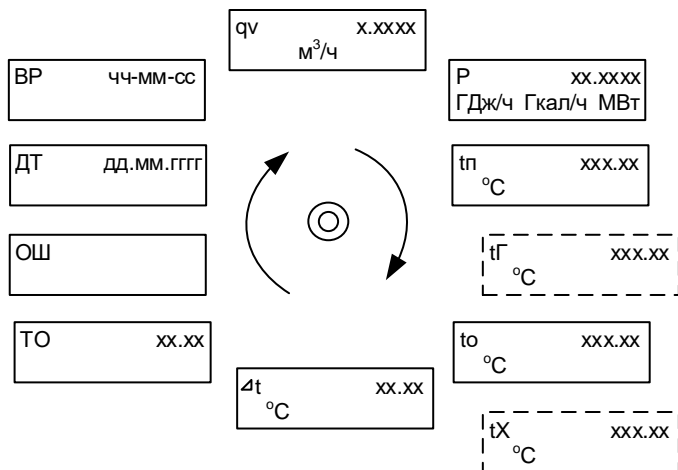 qv x.xxxx
м³/ч
P xx.xxxx
ГДж/ч Гкал/ч МВт
tп xxx.xx
°C
tГ xxx.xx
°C
to xxx.xx
°C
tX xxx.xx
°C
⊿t xx.xx
°C
ТО xx.xx
ОШ
ДТ дд.мм.гггг
ВР чч-мм-сс